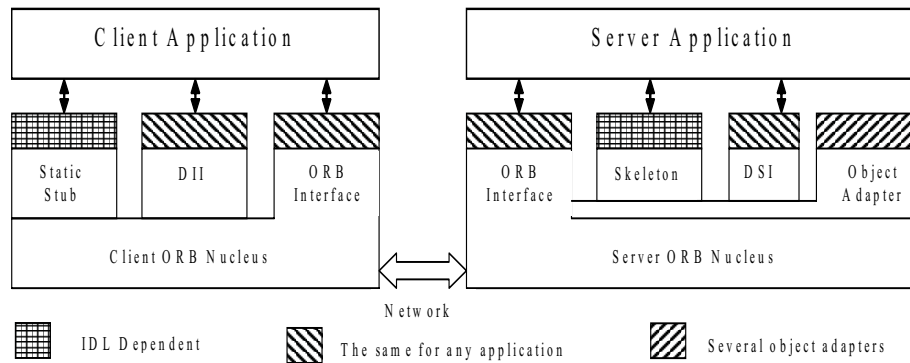 Client Application
Server Application
Static
Stub
DII
ORB
Interface
ORB
Interface
Skeleton
DSI
Object
Adapter
Client ORB Nucleus
Server ORB Nucleus
Network
IDL Dependent
The same for any application
Several object adapters